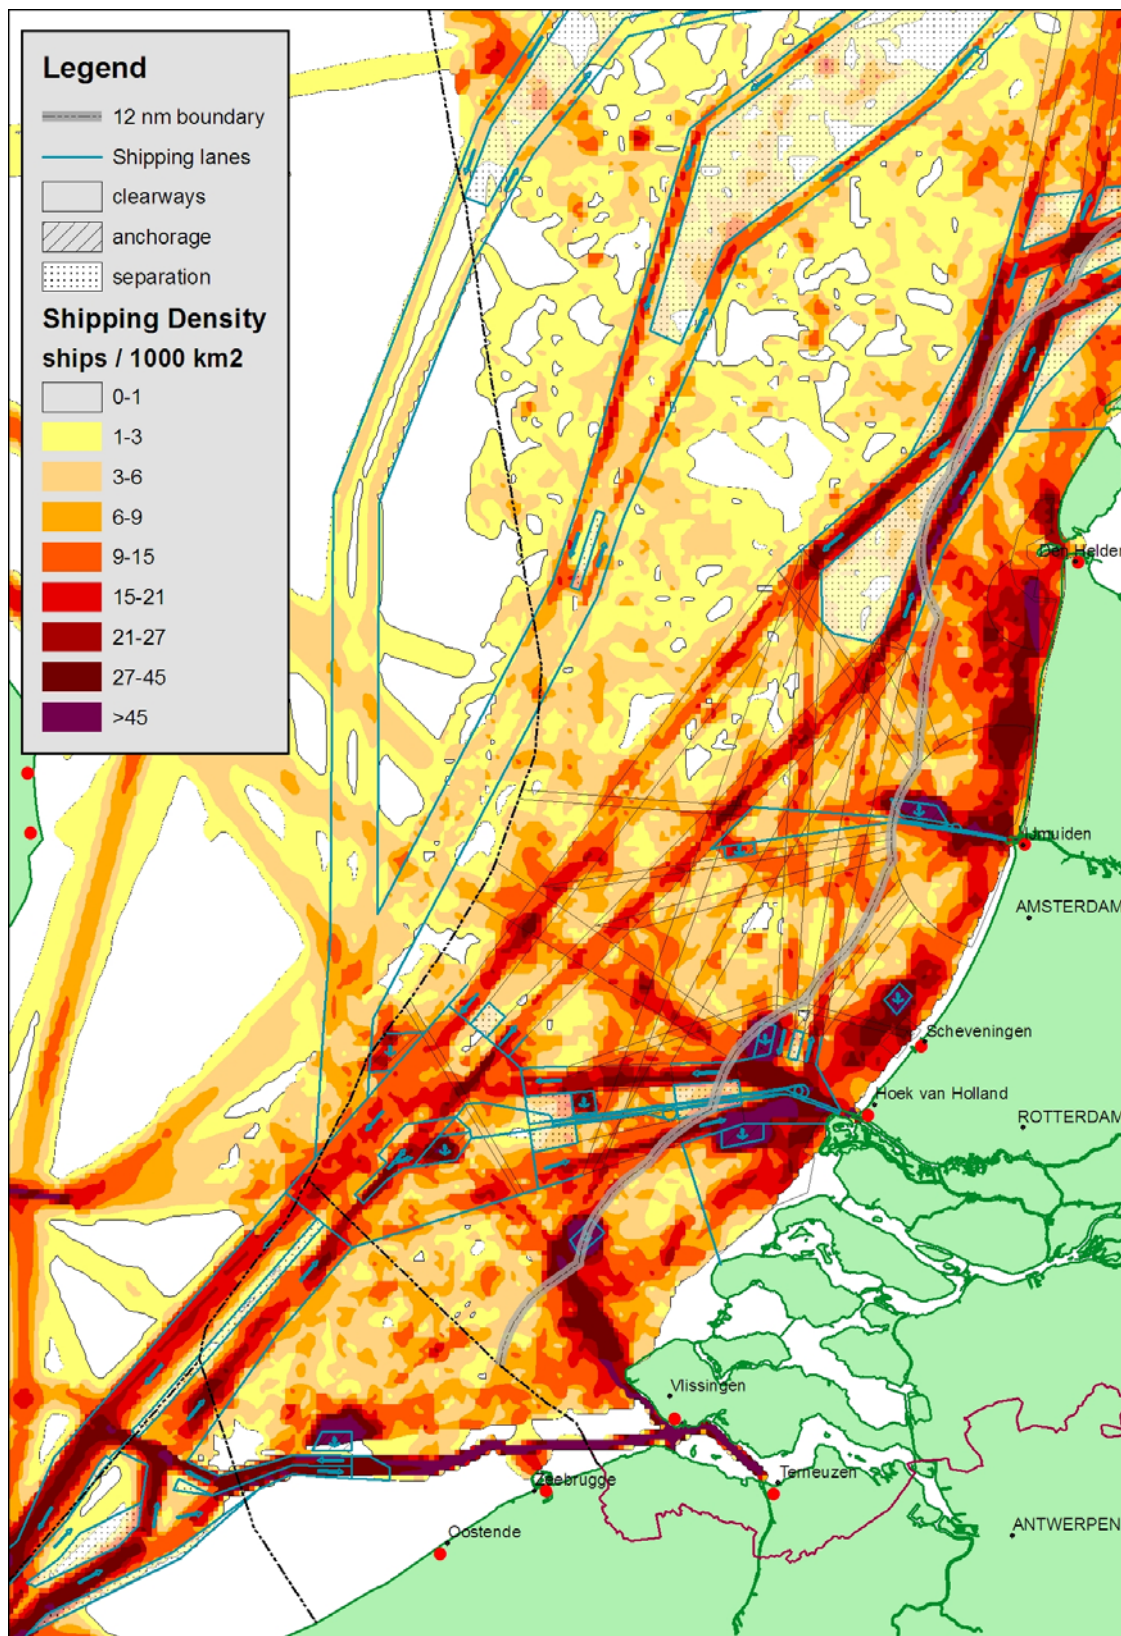 Legend
12 nm boundary
Shipping lanes
clearways
anchorage
separation
Shipping Density
ships / 1000 km2
0-1
1-3
3-6
6-9
9-15
15-21
21-27
27-45
>45
Den Helder
IJmuiden
AMSTERDAM
Scheveningen
Hoek van Holland
ROTTERDAM
Vlissingen
Terneuzen
Zeebrugge
Oostende
ANTWERPEN